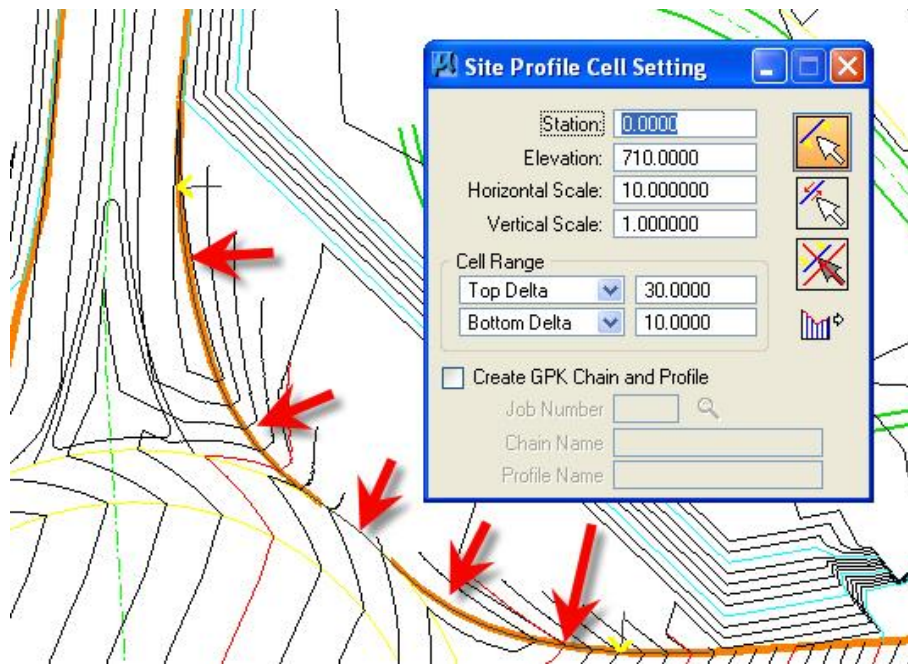 Site Profile Cell Setting
Station: 0.0000
Elevation: 710.0000
Horizontal Scale: 10.000000
Vertical Scale: 1.000000
Cell Range
Top Delta 30.0000
Bottom Delta 10.0000
Create GPK Chain and Profile
Job Number
Chain Name
Profile Name